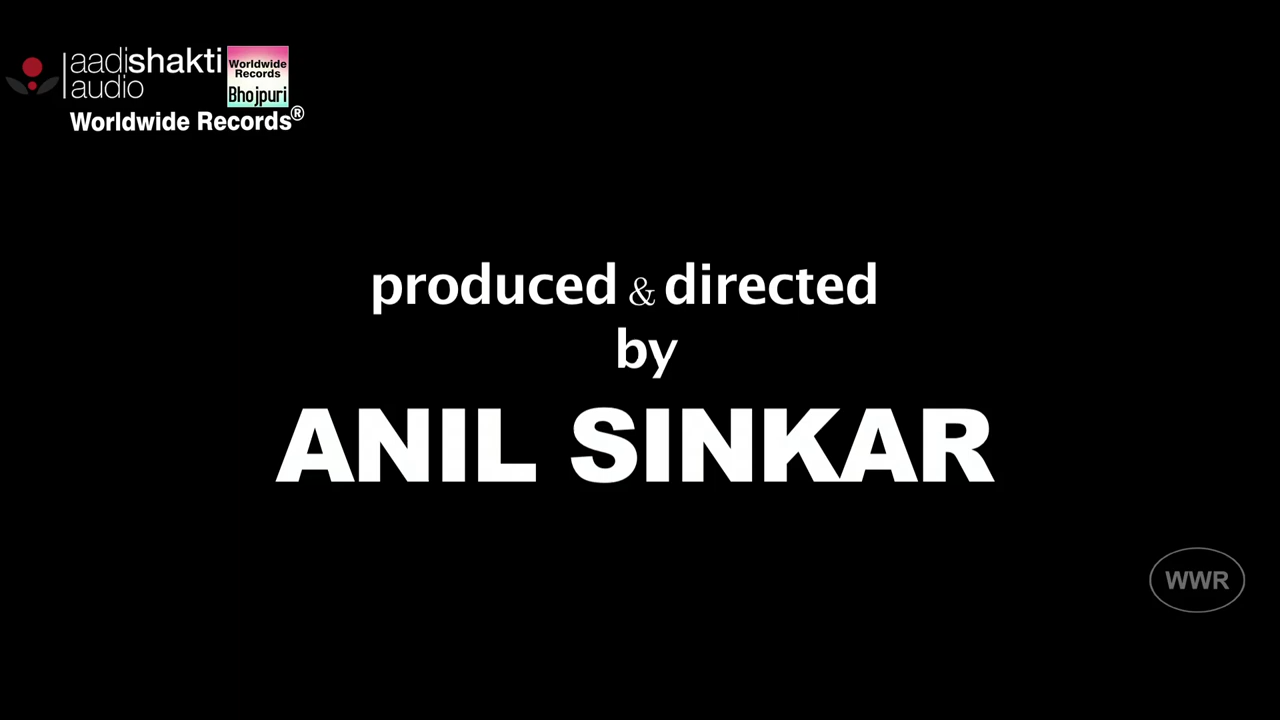 aadishakti
audio
Worldwide
Records
Bhojpuri
Worldwide Records®
produced & directed
by
ANIL SINKAR
WWR